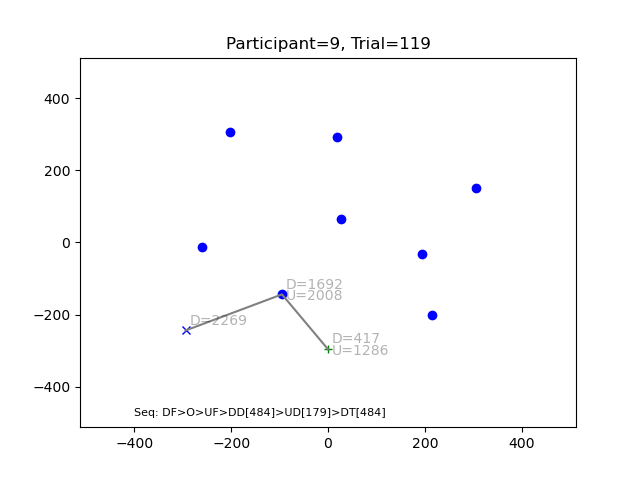 Participant=9, Trial=119
400
200
0
−200
−400
D=1692
U=2008
D=2269
D=417
U=1286
Seq: DF>O>UF>DD[484]>UD[179]>DT[484]
−400 −200 0 200 400